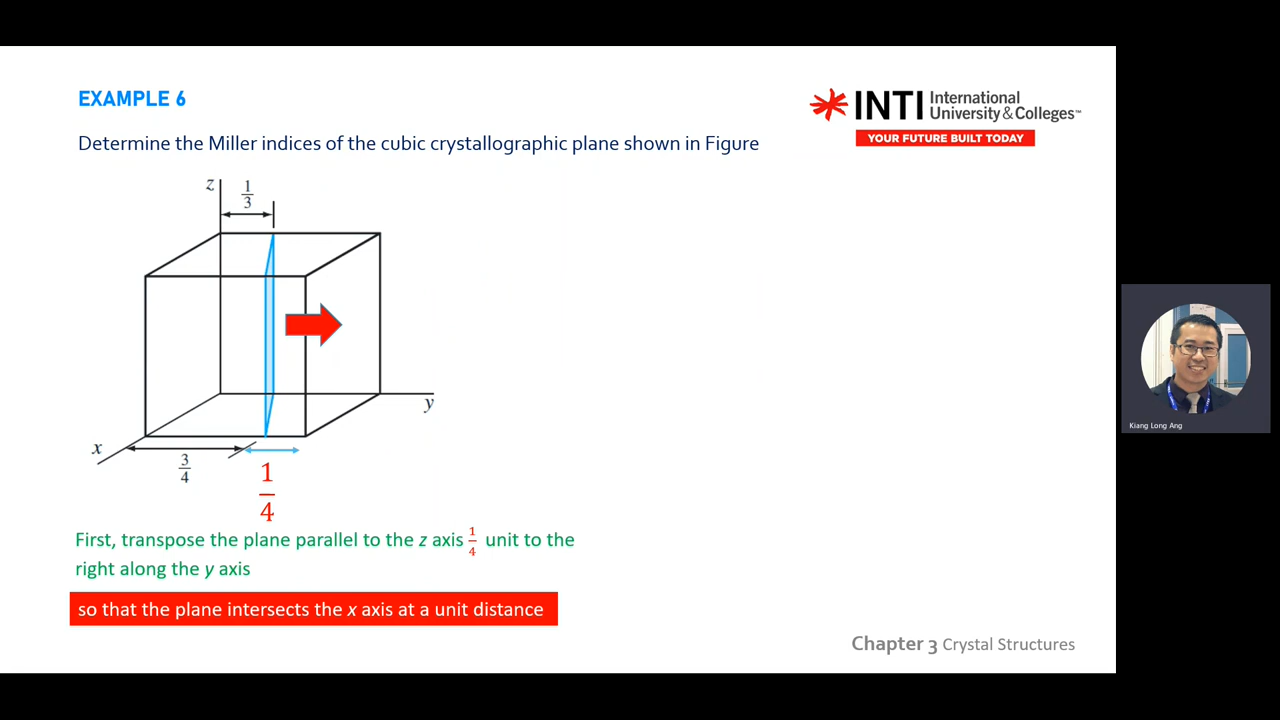 EXAMPLE 6
INTI International University & Colleges™
YOUR FUTURE BUILT TODAY
Determine the Miller indices of the cubic crystallographic plane shown in Figure
z
1/3
y
x
3/4
1/4
First, transpose the plane parallel to the z axis 1/4 unit to the
right along the y axis
so that the plane intersects the x axis at a unit distance
Chapter 3 Crystal Structures
Kiang Long Ang